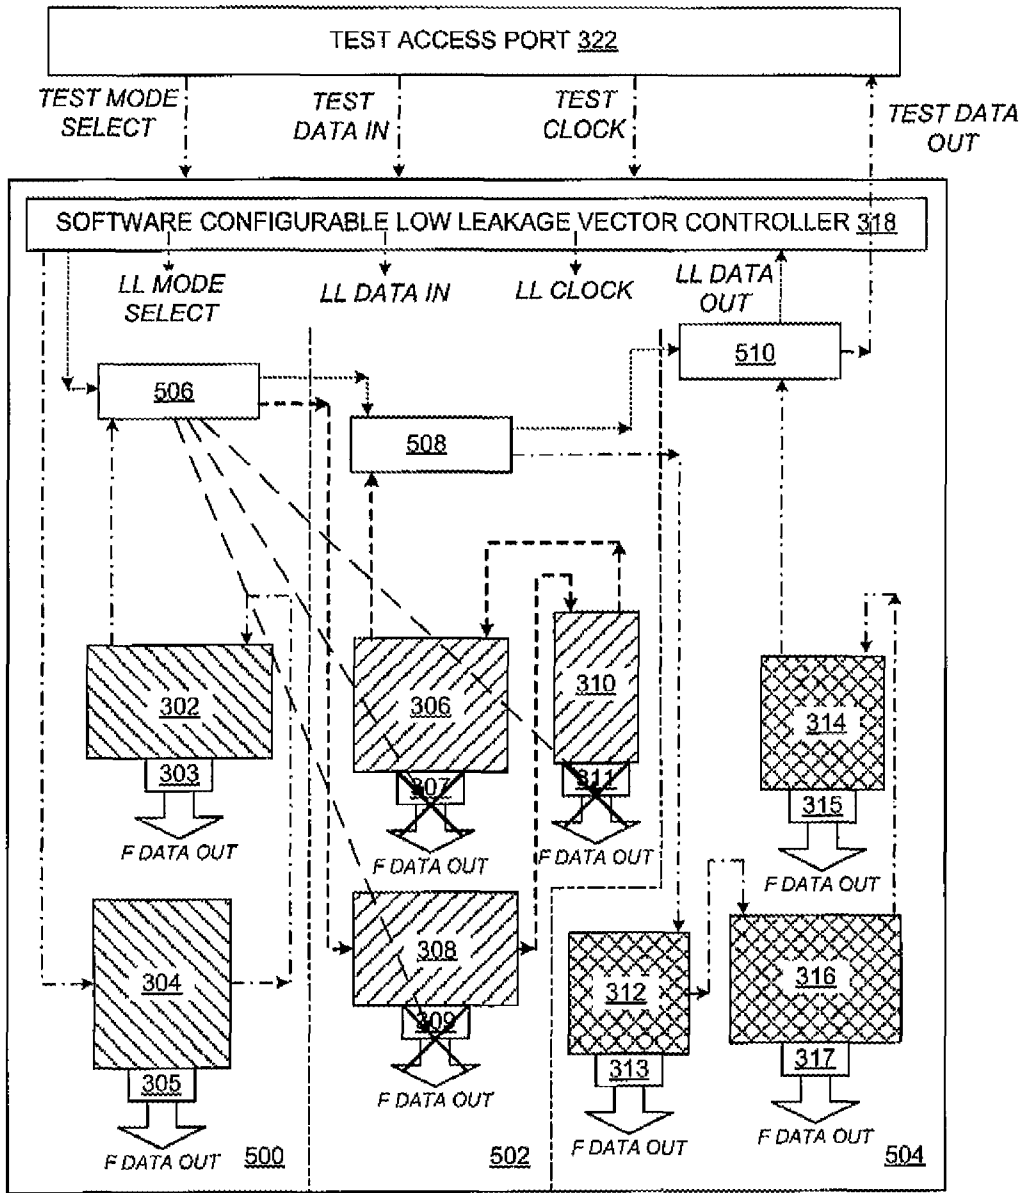 TEST ACCESS PORT 322
TEST MODE
SELECT
TEST
DATA IN
TEST
CLOCK
TEST DATA
OUT
SOFTWARE CONFIGURABLE LOW LEAKAGE VECTOR CONTROLLER 318
LL MODE
SELECT
LL DATA IN
LL CLOCK
LL DATA
OUT
506
508
510
302
303
F DATA OUT
304
305
F DATA OUT
500
306
307
F DATA OUT
310
311
F DATA OUT
308
309
F DATA OUT
502
314
315
F DATA OUT
312
313
F DATA OUT
316
317
F DATA OUT
504